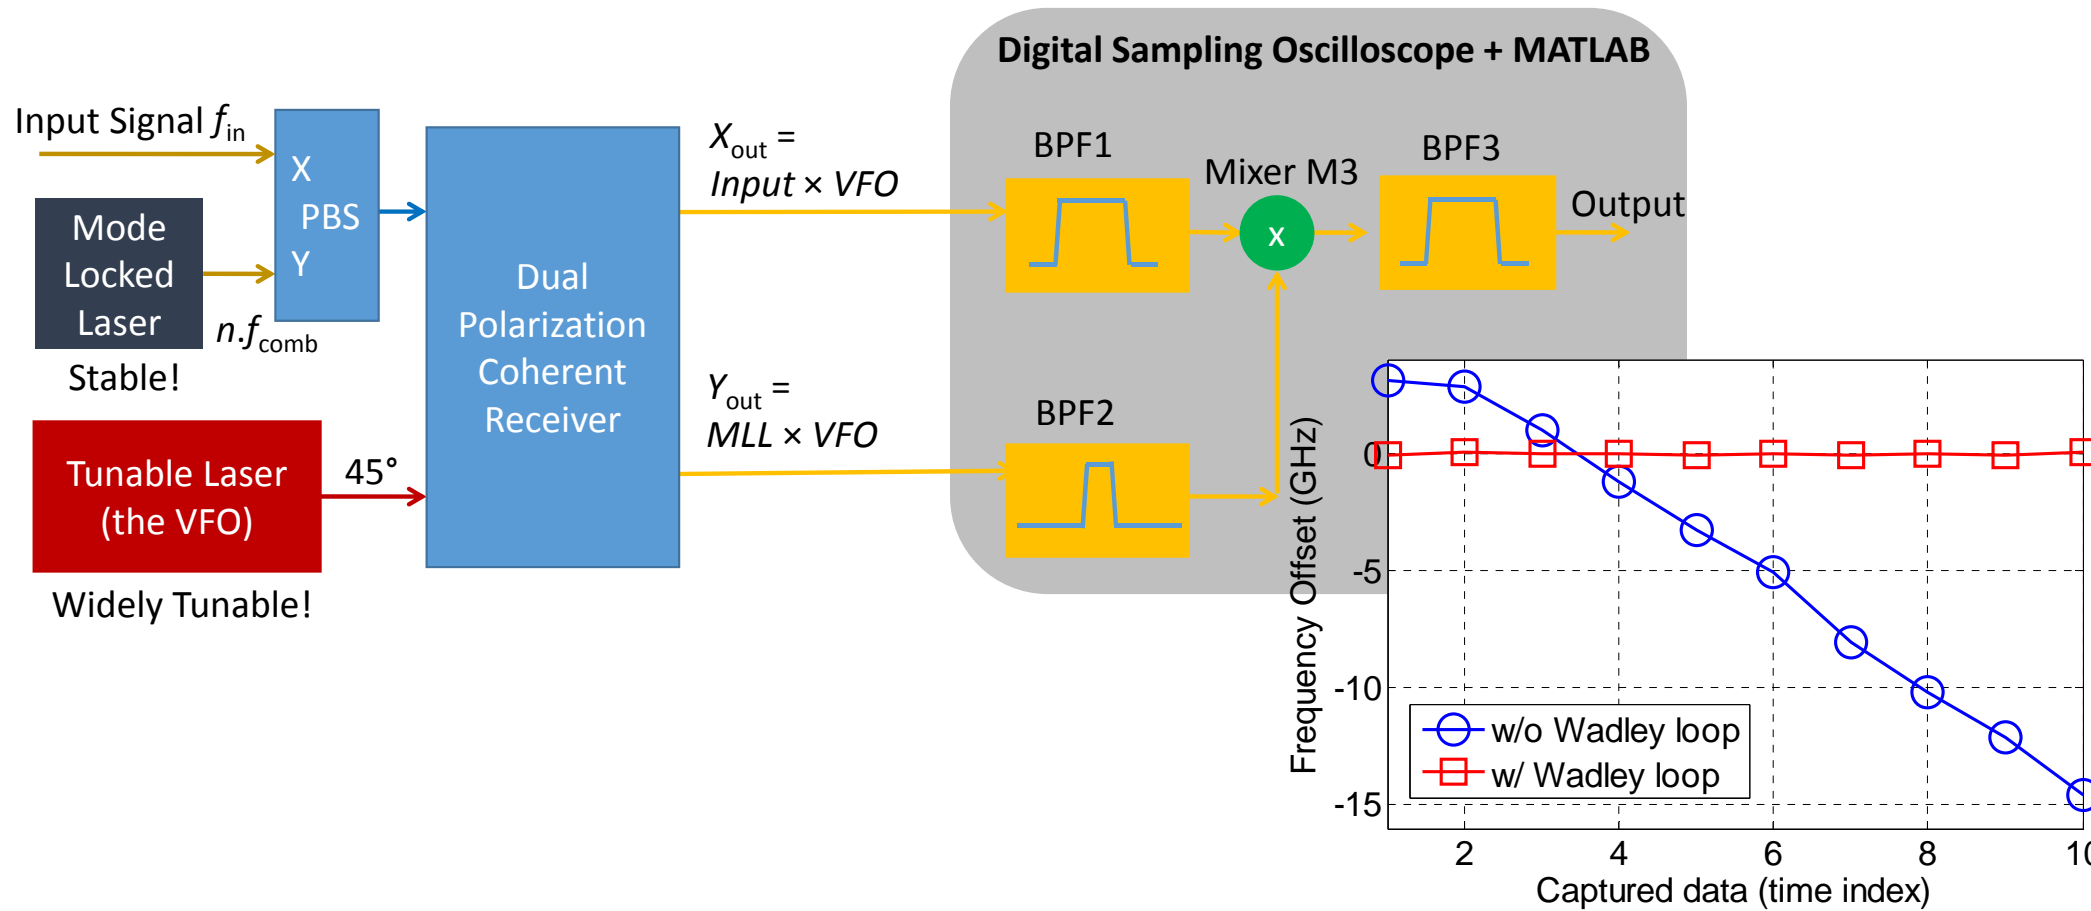 Digital Sampling Oscilloscope + MATLAB
Input Signal fin
X
PBS
Y
Mode
Locked
Laser
n.fcomb
Stable!
Tunable Laser
(the VFO)
45°
Widely Tunable!
Dual
Polarization
Coherent
Receiver
Xout =
Input × VFO
Yout =
MLL × VFO
BPF1
Mixer M3
x
BPF3
Output
BPF2
Frequency Offset (GHz)
0
-5
-10
-15
w/o Wadley loop
w/ Wadley loop
2 4 6 8 10
Captured data (time index)